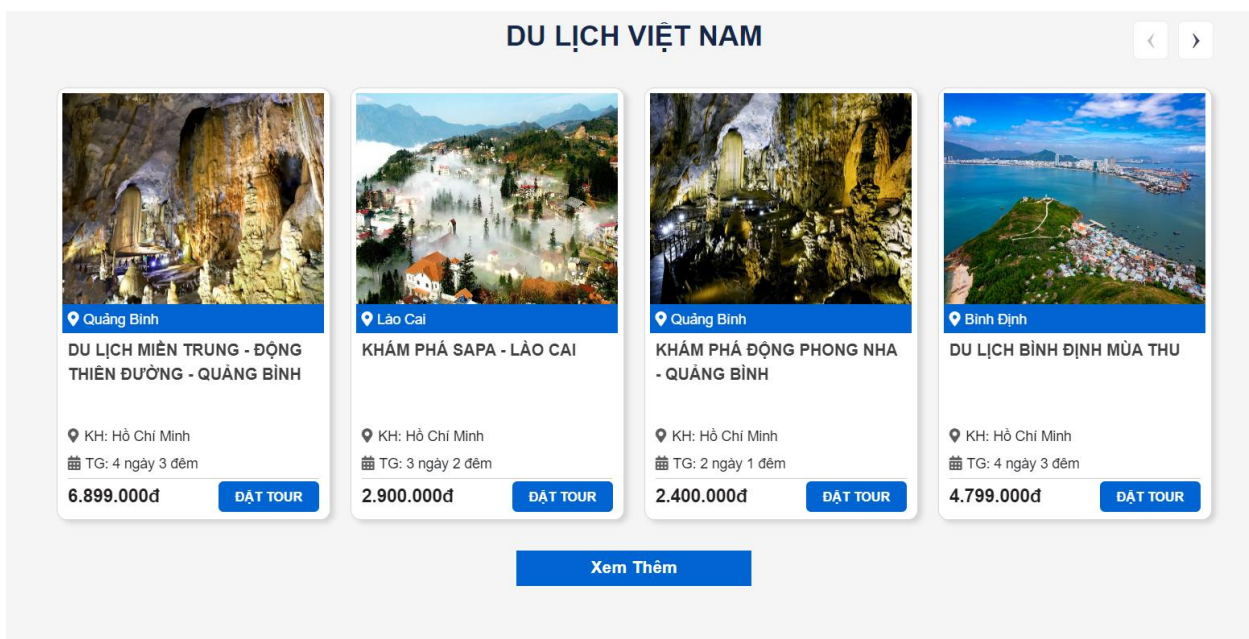 DU LỊCH VIỆT NAM
Quảng Bình
DU LỊCH MIỀN TRUNG - ĐỘNG
THIÊN ĐƯỜNG - QUẢNG BÌNH
KH: Hồ Chí Minh
TG: 4 ngày 3 đêm
6.899.000đ
ĐẶT TOUR
Lào Cai
KHÁM PHÁ SAPA - LÀO CAI
KH: Hồ Chí Minh
TG: 3 ngày 2 đêm
2.900.000đ
ĐẶT TOUR
Quảng Bình
KHÁM PHÁ ĐỘNG PHONG NHA
- QUẢNG BÌNH
KH: Hồ Chí Minh
TG: 2 ngày 1 đêm
2.400.000đ
ĐẶT TOUR
Bình Định
DU LỊCH BÌNH ĐỊNH MÙA THU
KH: Hồ Chí Minh
TG: 4 ngày 3 đêm
4.799.000đ
ĐẶT TOUR
Xem Thêm